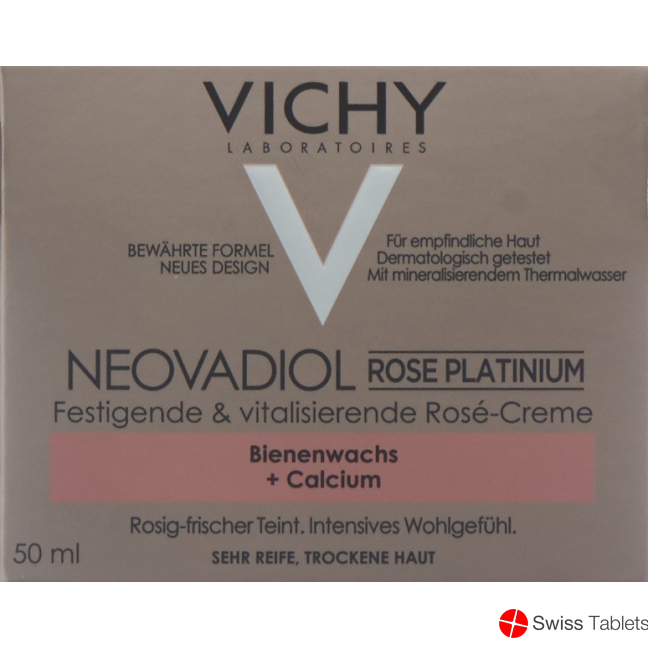 VICHY
LABORATOIRES
V
BEWÄHRTE FORMEL
NEUES DESIGN
Für empfindliche Haut
Dermatologisch getestet
Mit mineralisierendem Thermalwasser
NEOVADIOL ROSE PLATINIUM
Festigende & vitalisierende Rosé-Creme
Bienenwachs
+ Calcium
Rosig-frischer Teint. Intensives Wohlgefühl.
50 ml
SEHR REIFE, TROCKENE HAUT
Swiss Tablets